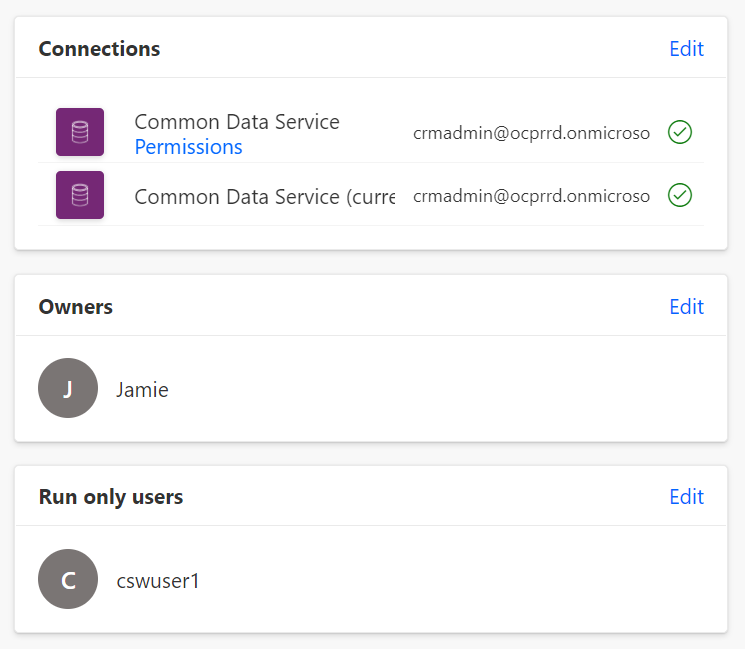 Connections
Edit
Common Data Service
Permissions
crmadmin@ocprrd.onmicroso
Common Data Service (curre
crmadmin@ocprrd.onmicroso
Owners
Edit
J
Jamie
Run only users
Edit
C
cswuser1